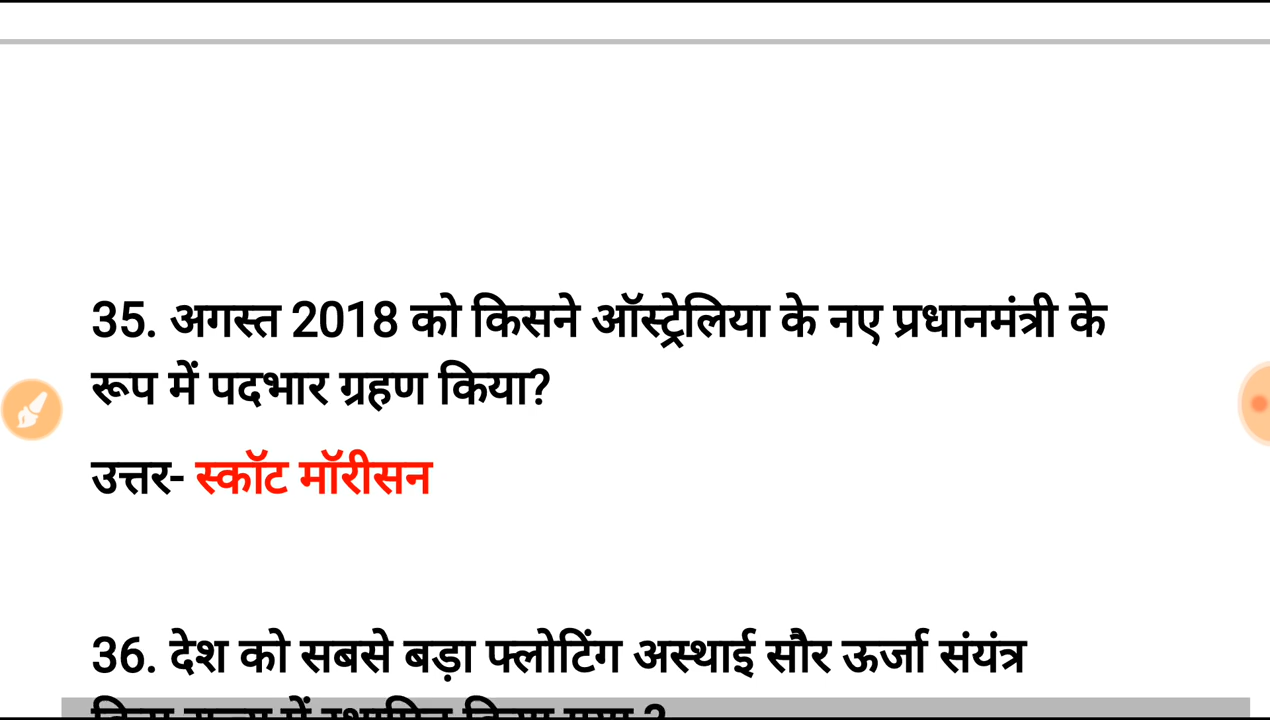 35. अगस्त 2018 को किसने ऑस्ट्रेलिया के नए प्रधानमंत्री के
रूप में पदभार ग्रहण किया?
उत्तर- स्कॉट मॉरीसन
36. देश को सबसे बड़ा फ्लोटिंग अस्थाई सौर ऊर्जा संयंत्र